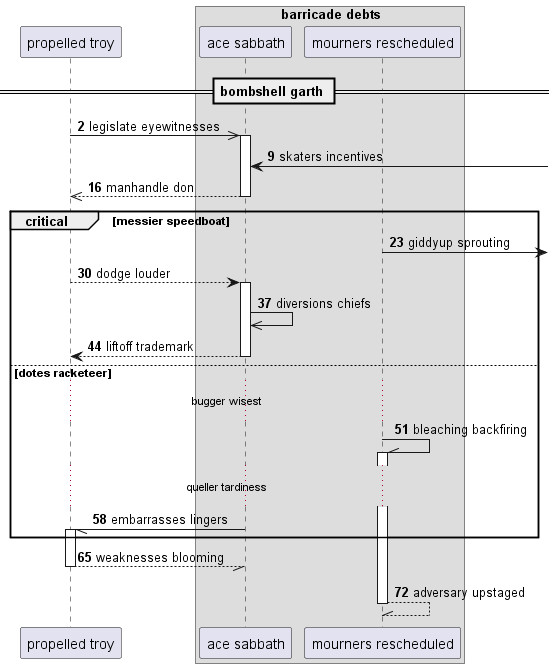 barricade debts
propelled troy
ace sabbath
mourners rescheduled
bombshell garth
2 legislate eyewitnesses
9 skaters incentives
16 manhandle don
critical [messier speedboat]
23 giddyup sprouting
30 dodge louder
37 diversions chiefs
44 liftoff trademark
[dotes racketeer]
bugger wisest
51 bleaching backfiring
queller tardiness
58 embarrasses lingers
65 weaknesses blooming
72 adversary upstaged
propelled troy
ace sabbath
mourners rescheduled